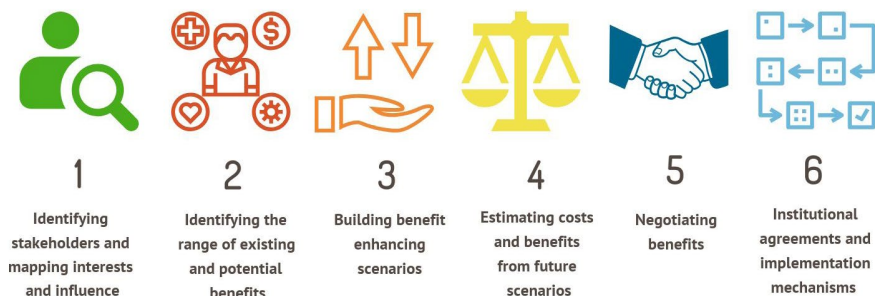 1
Identifying
stakeholders and
mapping interests
and influence
2
Identifying the
range of existing
and potential
benefits
3
Building benefit
enhancing
scenarios
4
Estimating costs
and benefits
from future
scenarios
5
Negotiating
benefits
6
Institutional
agreements and
implementation
mechanisms